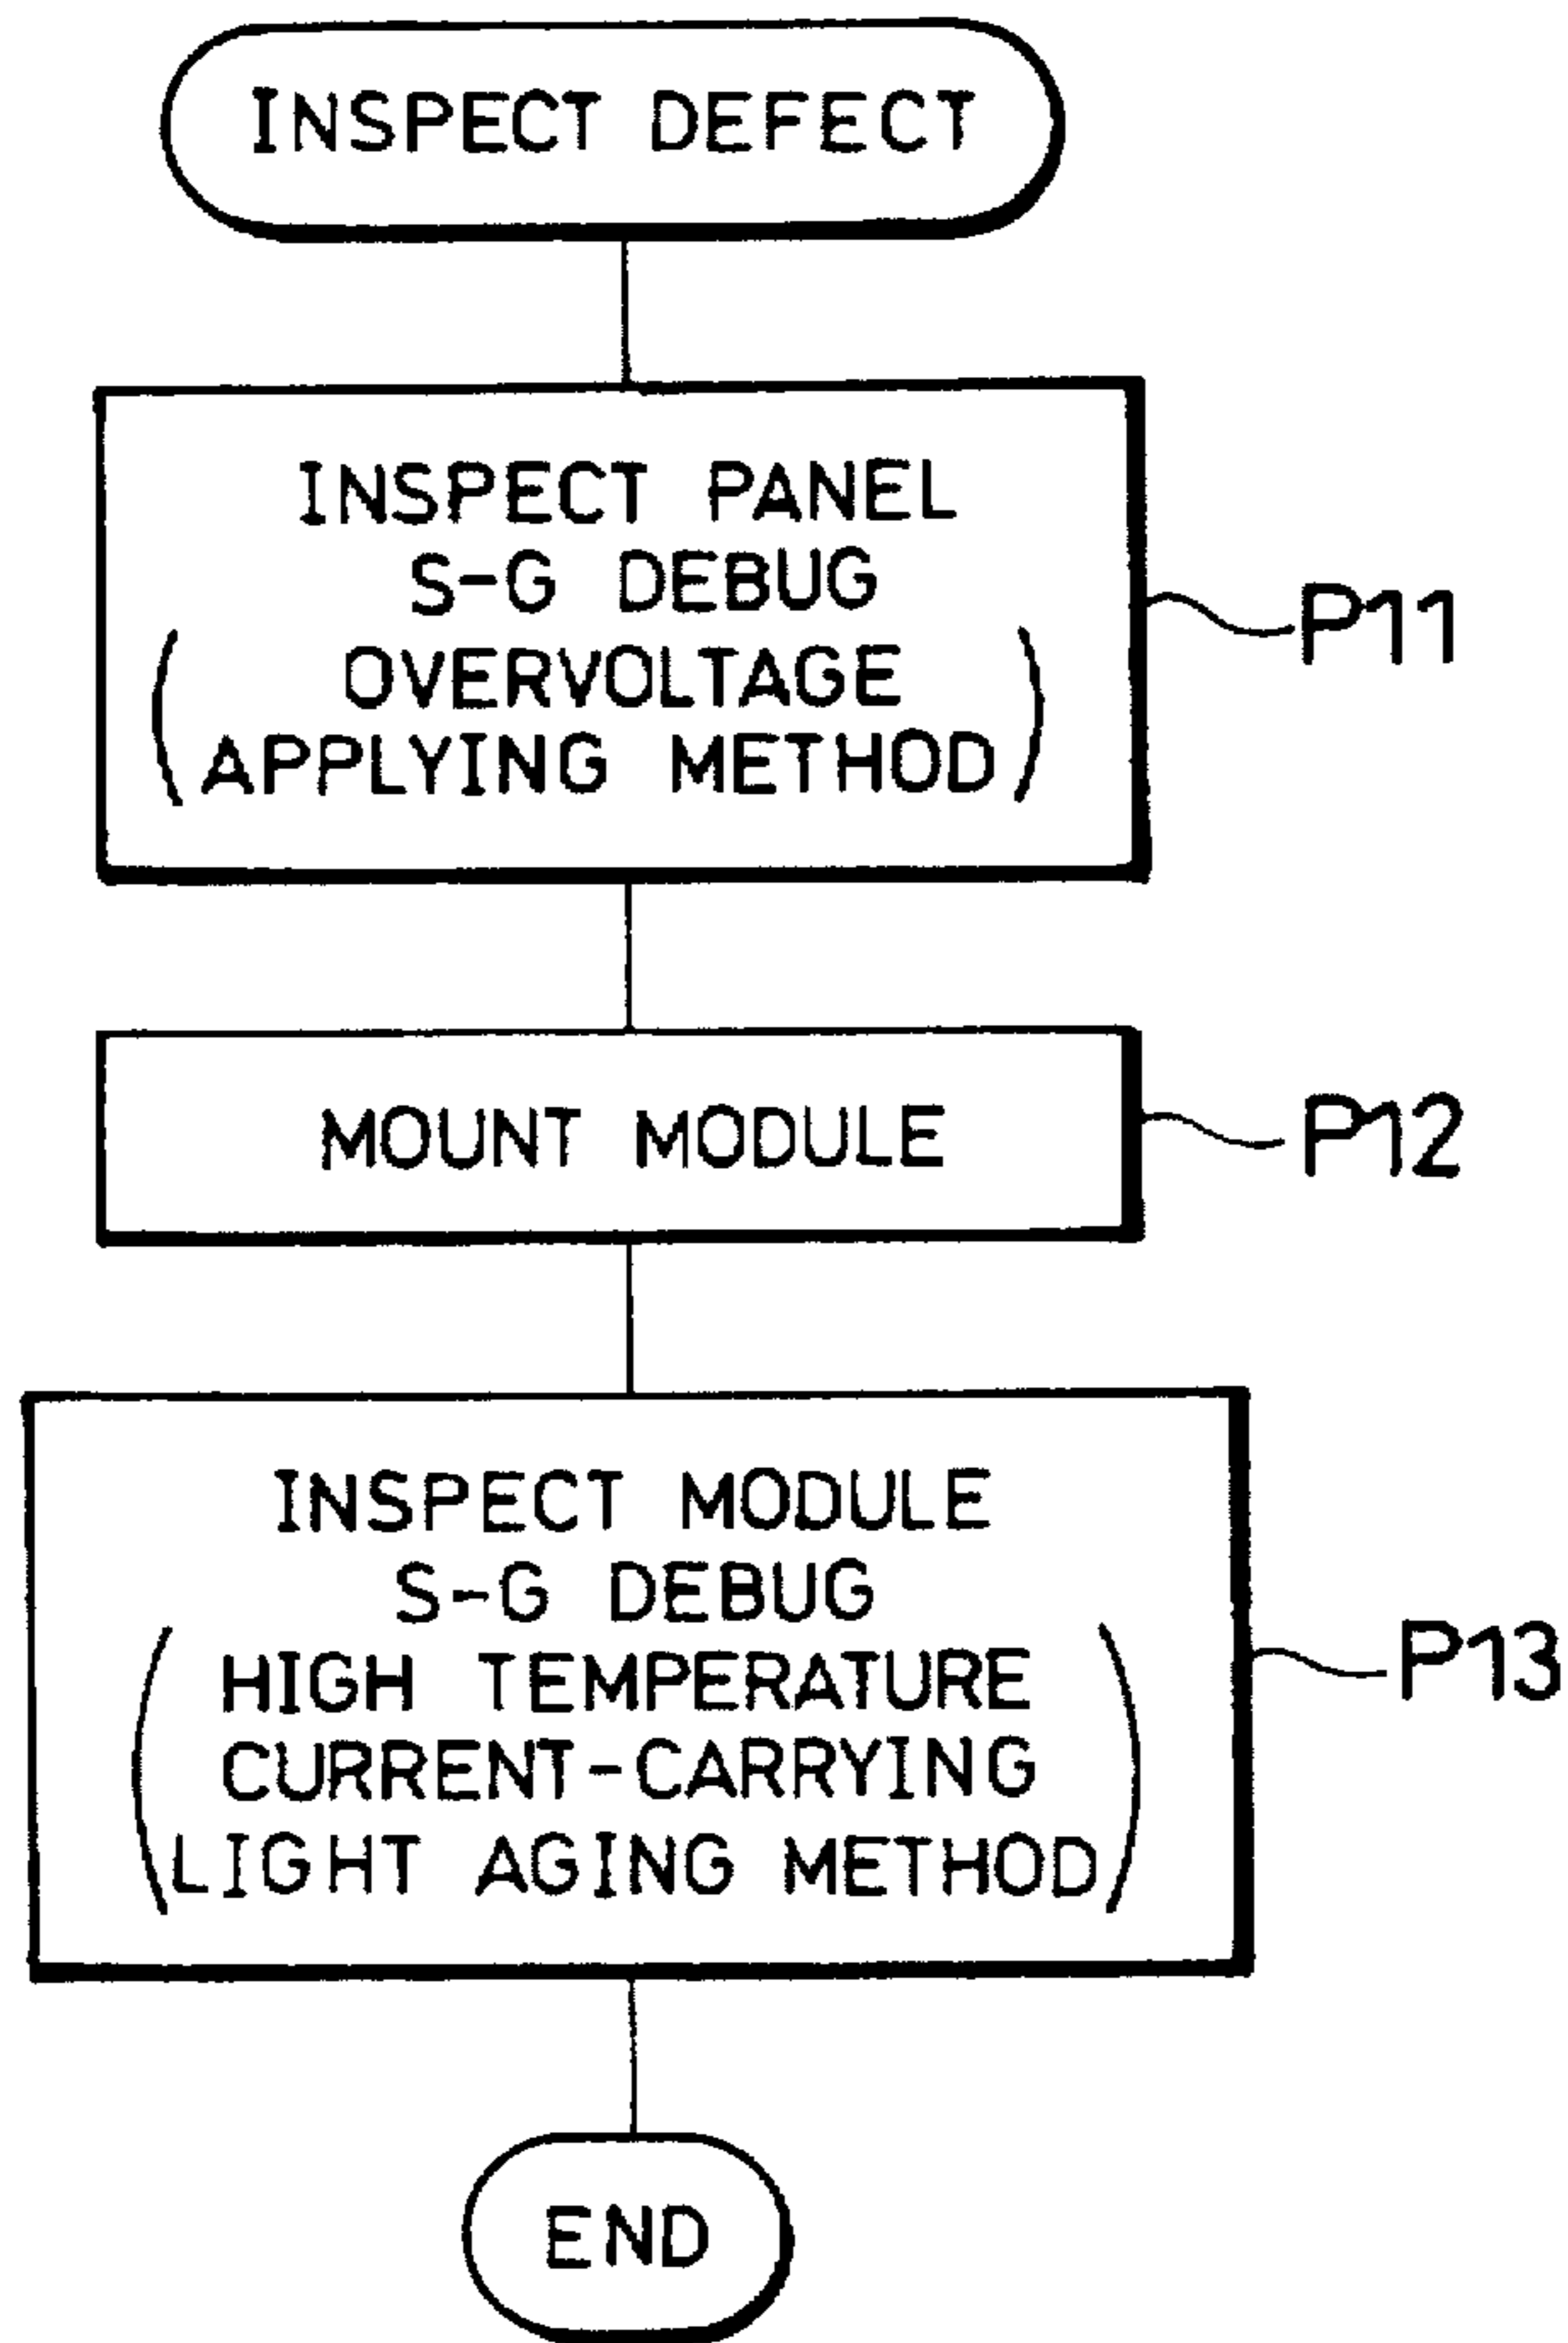 INSPECT DEFECT
INSPECT PANEL
S-G DEBUG
(OVERVOLTAGE
APPLYING METHOD)
P11
MOUNT MODULE
P12
INSPECT MODULE
S-G DEBUG
(HIGH TEMPERATURE
CURRENT-CARRYING
LIGHT AGING METHOD)
P13
END